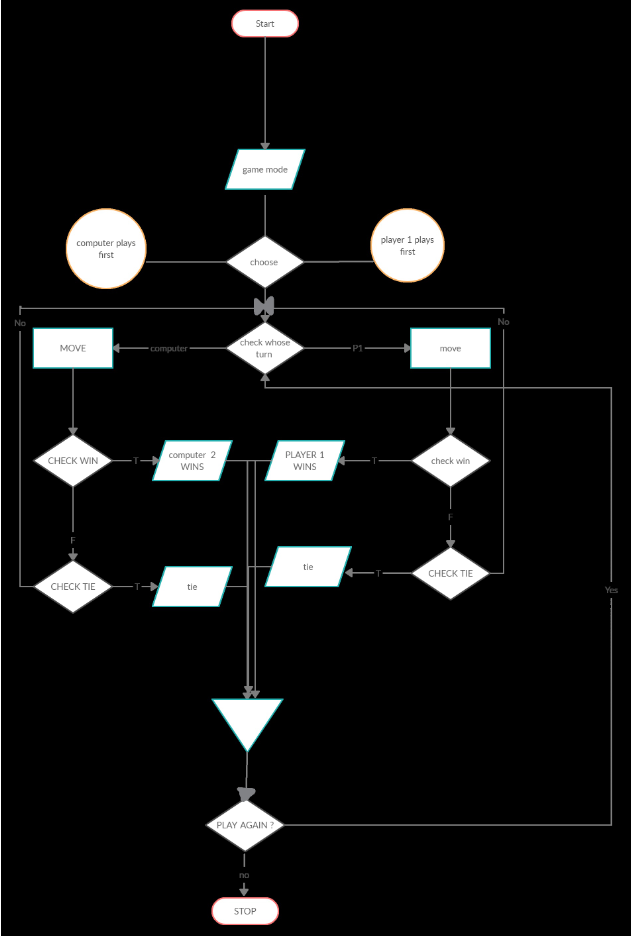 Start
game mode
computer plays
first
player 1 plays
first
choose
No
No
MOVE
computer
check whose
turn
P1
move
CHECK WIN
T
computer 2
WINS
PLAYER 1
WINS
T
check win
F
F
CHECK TIE
T
tie
tie
T
CHECK TIE
Yes
PLAY AGAIN ?
no
STOP